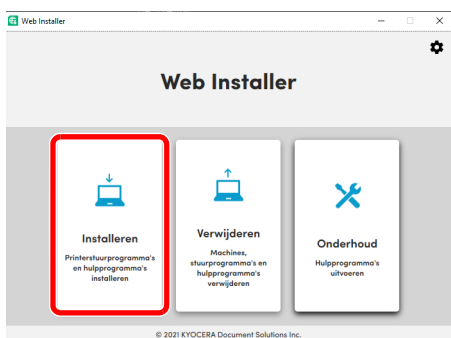 Web Installer
Web Installer
Installeren
Printerstuurprogramma's
en hulpprogramma's
installeren
Verwijderen
Machines,
stuurprogramma's en
hulpprogramma's
verwijderen
Onderhoud
Hulpprogramma's
uitvoeren
© 2021 KYOCERA Document Solutions Inc.